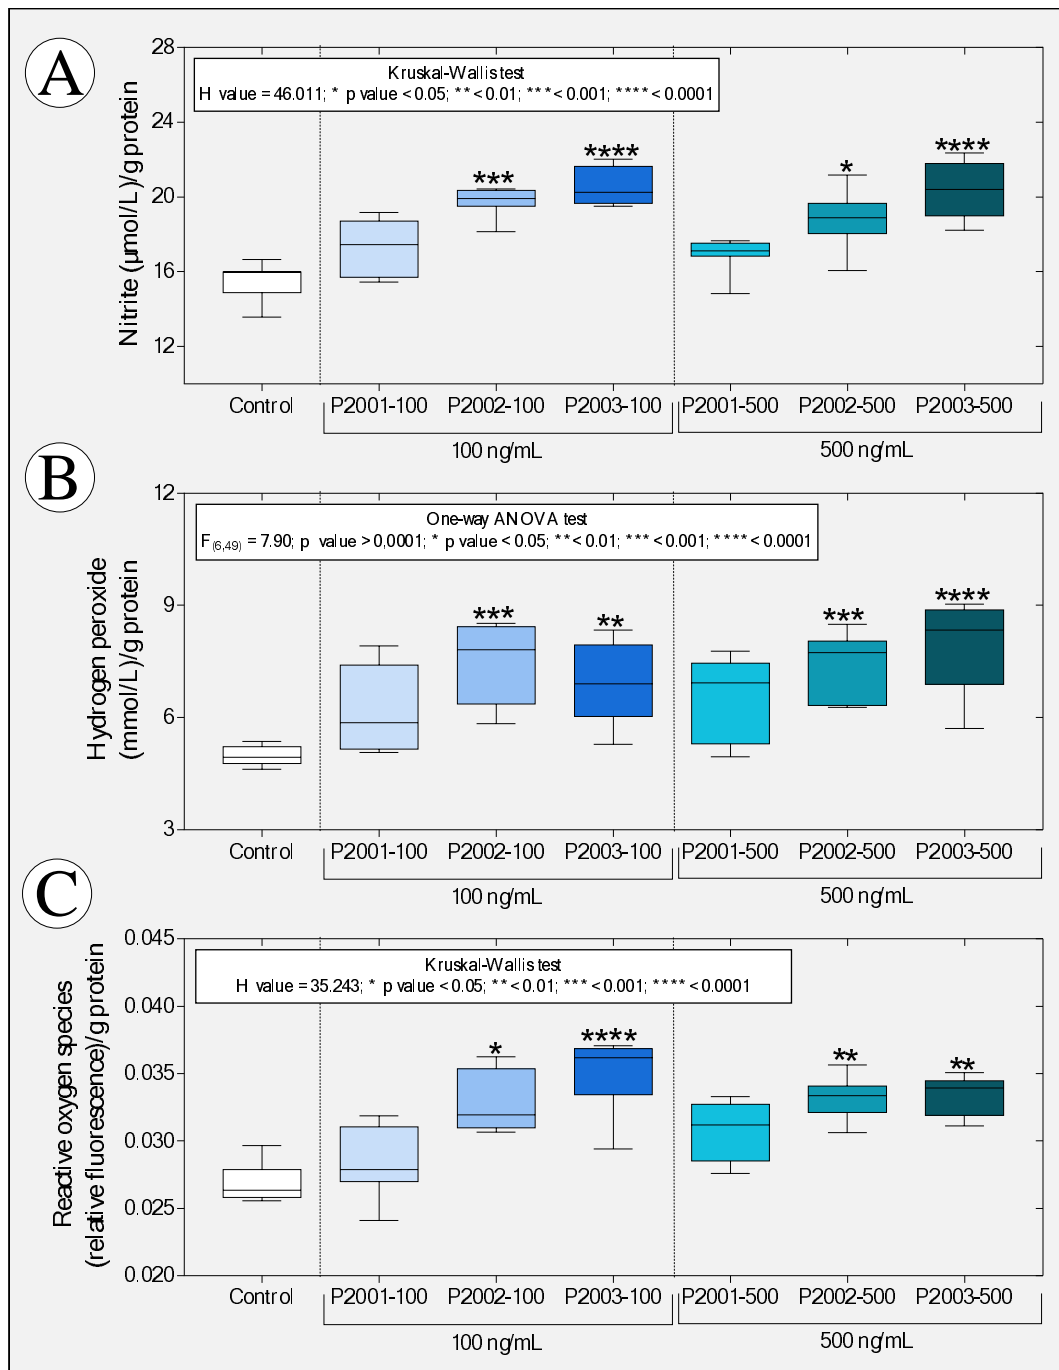 A
Nitrite (µmol/L)/g protein
28
24
20
16
12
Kruskal-Wallis test
H value = 46.011; * p value < 0.05; ** < 0.01; *** < 0.001; **** < 0.0001
*** **** * ****
Control P2001-100 P2002-100 P2003-100 P2001-500 P2002-500 P2003-500
100 ng/mL 500 ng/mL
B
Hydrogen peroxide
(mmol/L)/g protein
12
9
6
3
One-way ANOVA test
F(6,49) = 7.90; p value > 0,0001; * p value < 0.05; ** < 0.01; *** < 0.001; **** < 0.0001
*** ** *** ****
Control P2001-100 P2002-100 P2003-100 P2001-500 P2002-500 P2003-500
100 ng/mL 500 ng/mL
C
Reactive oxygen species
(relative fluorescence)/g protein
0.045
0.040
0.035
0.030
0.025
0.020
Kruskal-Wallis test
H value = 35.243; * p value < 0.05; ** < 0.01; *** < 0.001; **** < 0.0001
* **** ** **
Control P2001-100 P2002-100 P2003-100 P2001-500 P2002-500 P2003-500
100 ng/mL 500 ng/mL